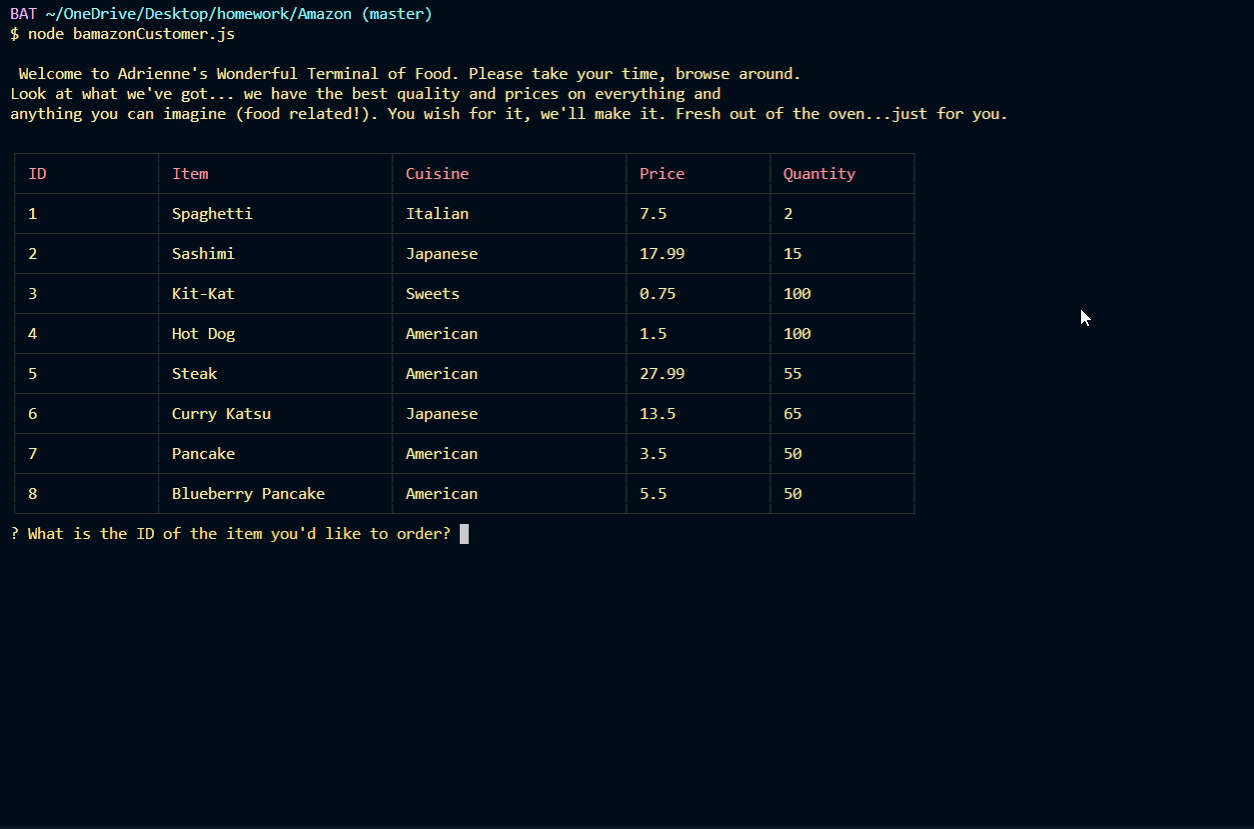 BAT ~/OneDrive/Desktop/homework/Amazon (master)
$ node bamazonCustomer.js
Welcome to Adrienne's Wonderful Terminal of Food. Please take your time, browse around.
Look at what we've got... we have the best quality and prices on everything and
anything you can imagine (food related!). You wish for it, we'll make it. Fresh out of the oven...just for you.
ID Item Cuisine Price Quantity
1 Spaghetti Italian 7.5 2
2 Sashimi Japanese 17.99 15
3 Kit-Kat Sweets 0.75 100
4 Hot Dog American 1.5 100
5 Steak American 27.99 55
6 Curry Katsu Japanese 13.5 65
7 Pancake American 3.5 50
8 Blueberry Pancake American 5.5 50
? What is the ID of the item you'd like to order?